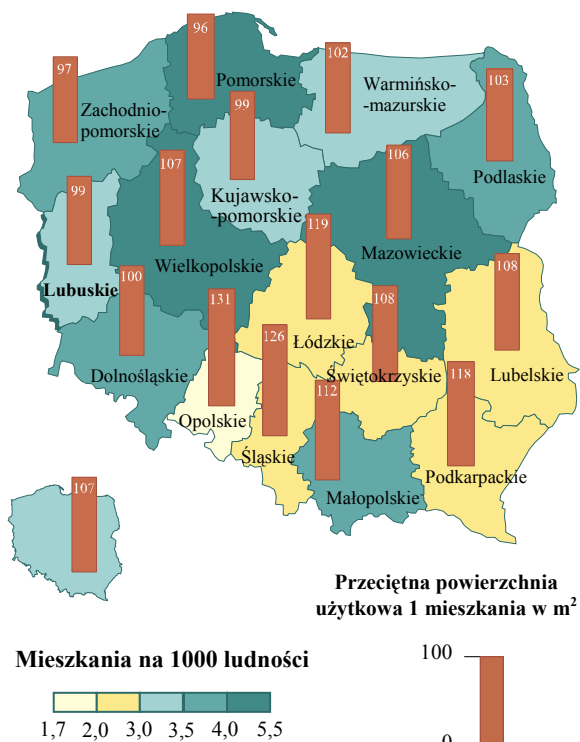 96
Pomorskie
97
Zachodnio-
pomorskie
102
Warmińsko-
-mazurskie
103
Podlaskie
99
Kujawsko-
-pomorskie
107
Wielkopolskie
106
Mazowieckie
99
Lubuskie
100
Dolnośląskie
119
Łódzkie
108
Świętokrzyskie
108
Lubelskie
131
Opolskie
126
Śląskie
112
Małopolskie
118
Podkarpackie
107
Przeciętna powierzchnia
użytkowa 1 mieszkania w m²
100
0
Mieszkania na 1000 ludności
1,7 2,0 3,0 3,5 4,0 5,5